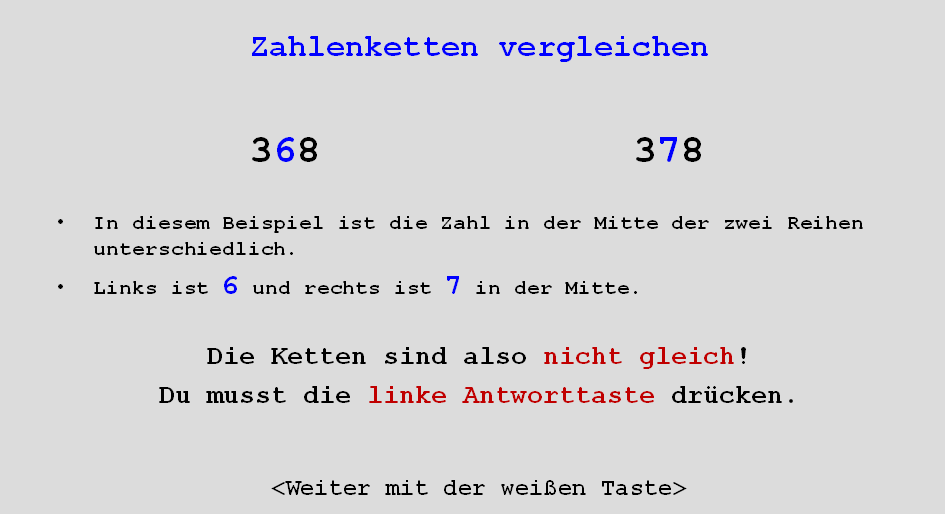 Zahlenketten vergleichen
368 378
• In diesem Beispiel ist die Zahl in der Mitte der zwei Reihen
unterschiedlich.
• Links ist 6 und rechts ist 7 in der Mitte.
Die Ketten sind also nicht gleich!
Du musst die linke Antworttaste drücken.
<Weiter mit der weißen Taste>